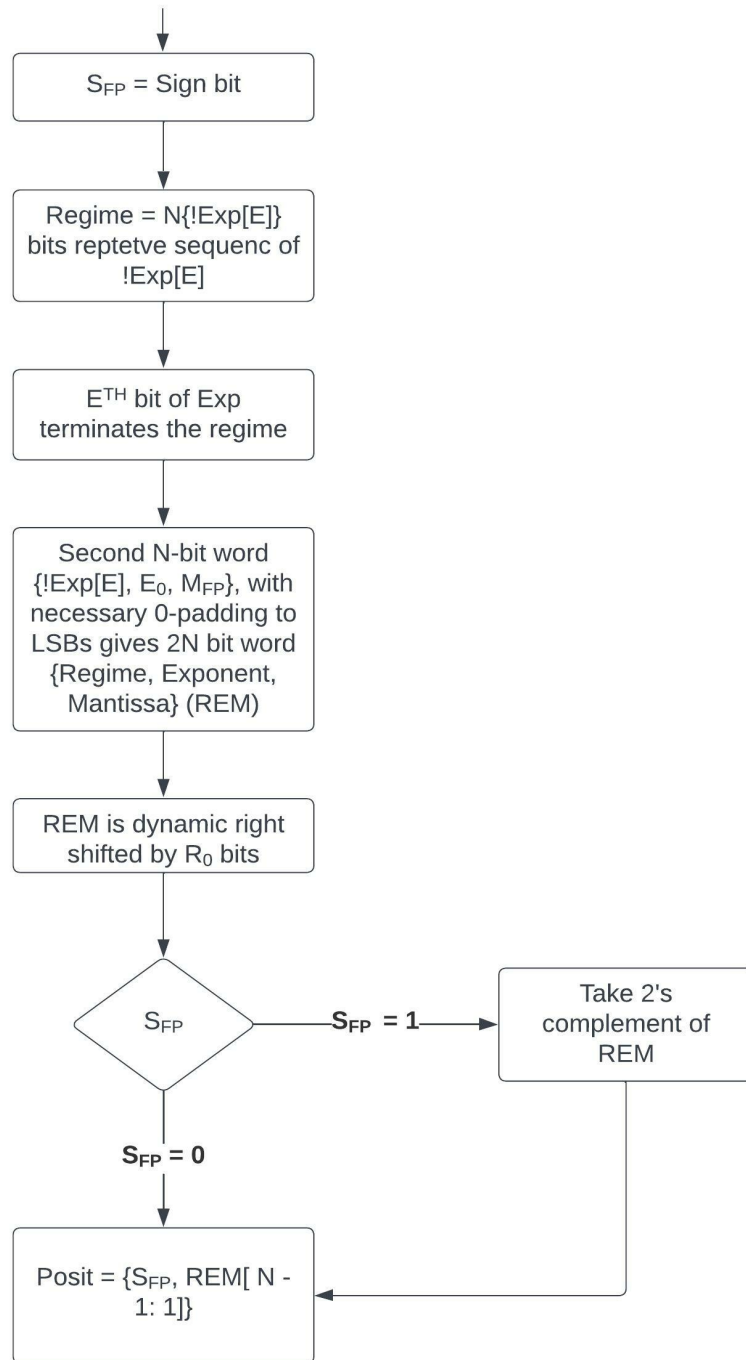 S_FP = Sign bit
Regime = N{!Exp[E]}
bits reptetve sequenc of
!Exp[E]
E^TH bit of Exp
terminates the regime
Second N-bit word
{!Exp[E], E₀, M_FP}, with
necessary 0-padding to
LSBs gives 2N bit word
{Regime, Exponent,
Mantissa} (REM)
REM is dynamic right
shifted by R₀ bits
S_FP
S_FP = 1
Take 2's
complement of
REM
S_FP = 0
Posit = {S_FP, REM[ N -
1: 1]}